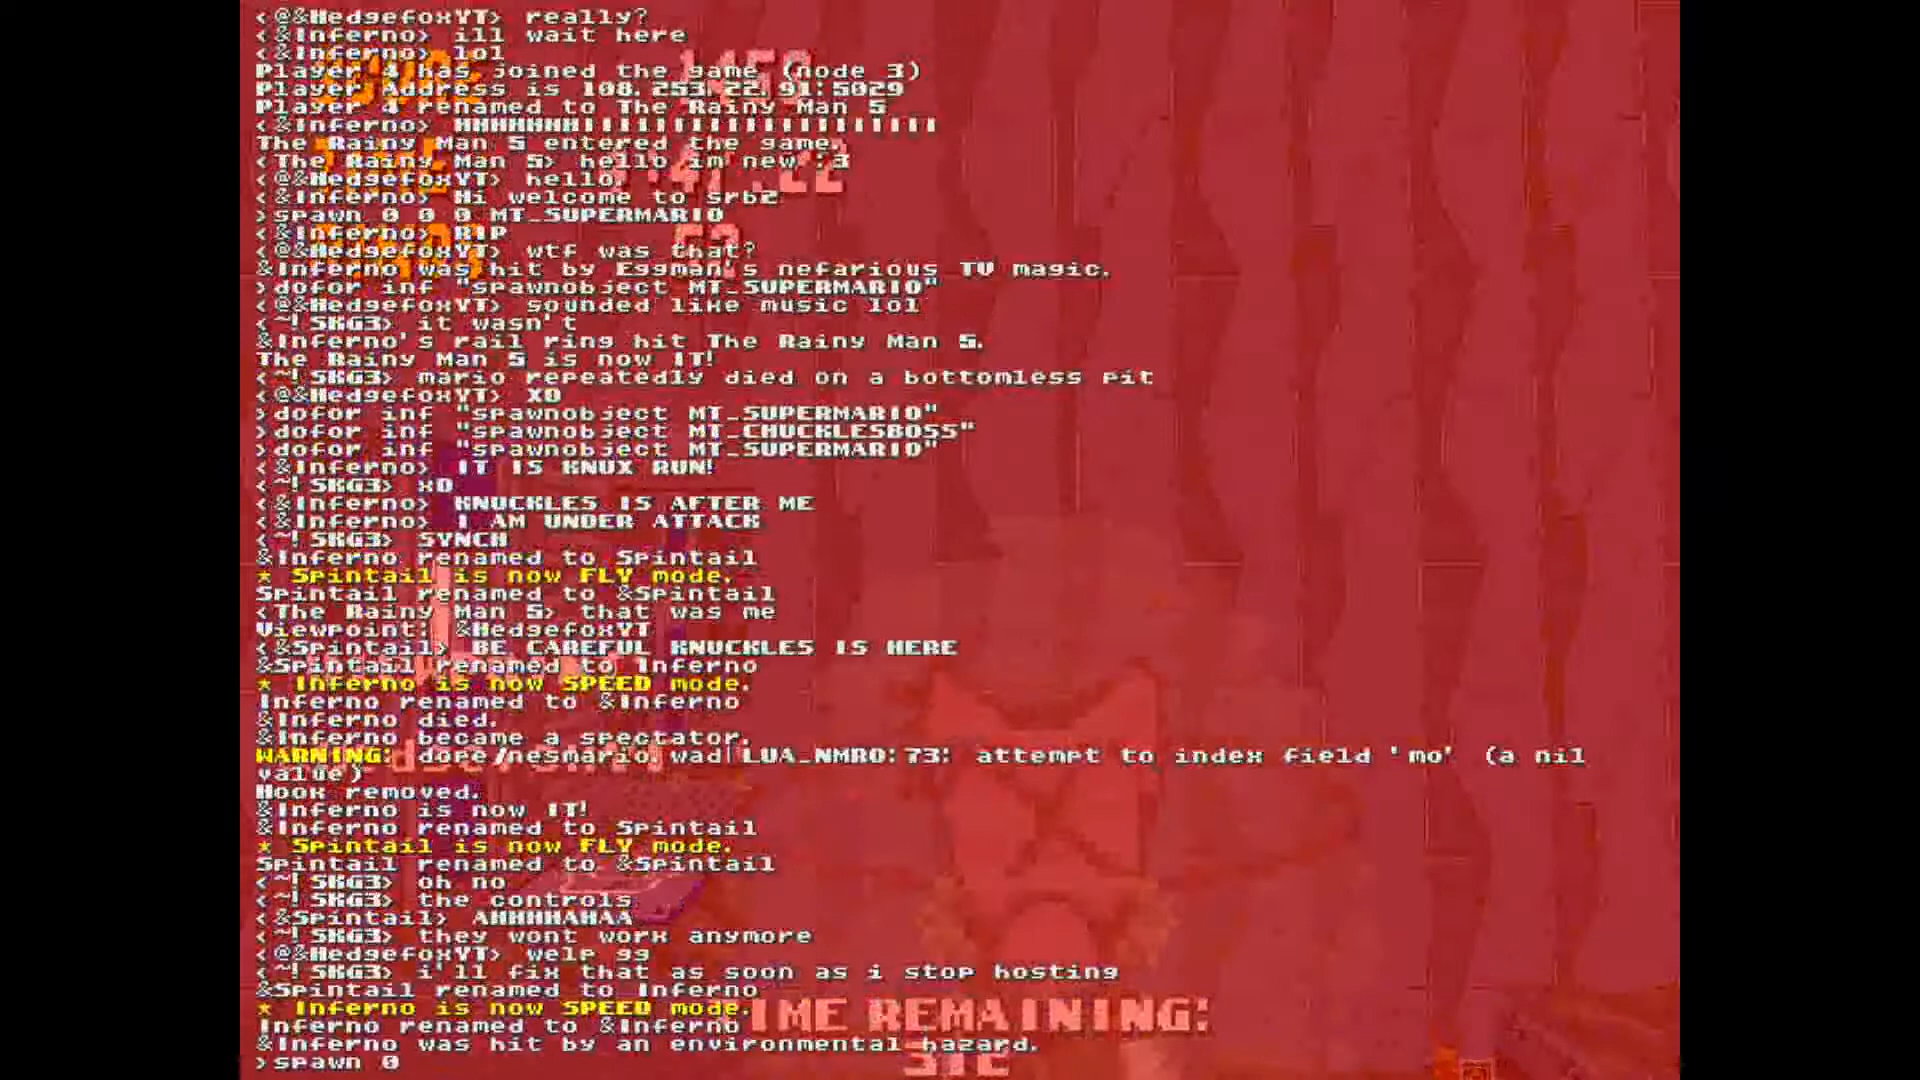 <@&HedgefoxYT> really?
<&Inferno> ill wait here
<&Inferno> lol
Player 4 has joined the game (node 3)
Player Address is 108.253.22.91:5029
Player 4 renamed to The Rainy Man 5
The Rainy Man 5 entered the game.
<The Rainy Man 5> hello im new :3
<@&HedgefoxYT> hello
<&Inferno> Hi welcome to srb2
>spawn 0 0 0 MT_SUPERMARIO
<&Inferno> RIP
<@&HedgefoxYT> wtf was that?
&Inferno was hit by Eggman's nefarious TV magic.
>dofor inf "spawnobject MT_SUPERMARIO"
<@&HedgefoxYT> sounded like music lol
<~!SKG3> it wasn't
&Inferno's rail ring hit The Rainy Man 5.
The Rainy Man 5 is now IT!
<~!SKG3> mario repeatedly died on a bottomless pit
<@&HedgefoxYT> XD
>dofor inf "spawnobject MT_SUPERMARIO"
>dofor inf "spawnobject MT_CHUCKLESBOSS"
>dofor inf "spawnobject MT_SUPERMARIO"
<&Inferno> IT IS KNUX RUN!
<~!SKG3> xD
<&Inferno> KNUCKLES IS AFTER ME
<&Inferno> I AM UNDER ATTACK
<~!SKG3> SYNCH
&Inferno renamed to Spintail
* Spintail is now FLY mode.
Spintail renamed to &Spintail
<The Rainy Man 5> that was me
Viewpoint: &HedgefoxYT
<&Spintail> BE CAREFUL KNUCKLES IS HERE
&Spintail renamed to Inferno
* Inferno is now SPEED mode.
Inferno renamed to &Inferno
&Inferno died.
&Inferno became a spectator.
WARNING: dope/nesmario.wad|LUA_NMRO:73: attempt to index field 'mo' (a nil
value)
Hook removed.
&Inferno is now IT!
&Inferno renamed to Spintail
* Spintail is now FLY mode.
Spintail renamed to &Spintail
<~!SKG3> oh no
<~!SKG3> the controls
<&Spintail> AHHHHAHAA
<~!SKG3> they wont work anymore
<@&HedgefoxYT> welp gg
<~!SKG3> i'll fix that as soon as i stop hosting
&Spintail renamed to Inferno
* Inferno is now SPEED mode.
TIME REMAINING:
Inferno renamed to &Inferno
&Inferno was hit by an environmental hazard.
312
>spawn 0